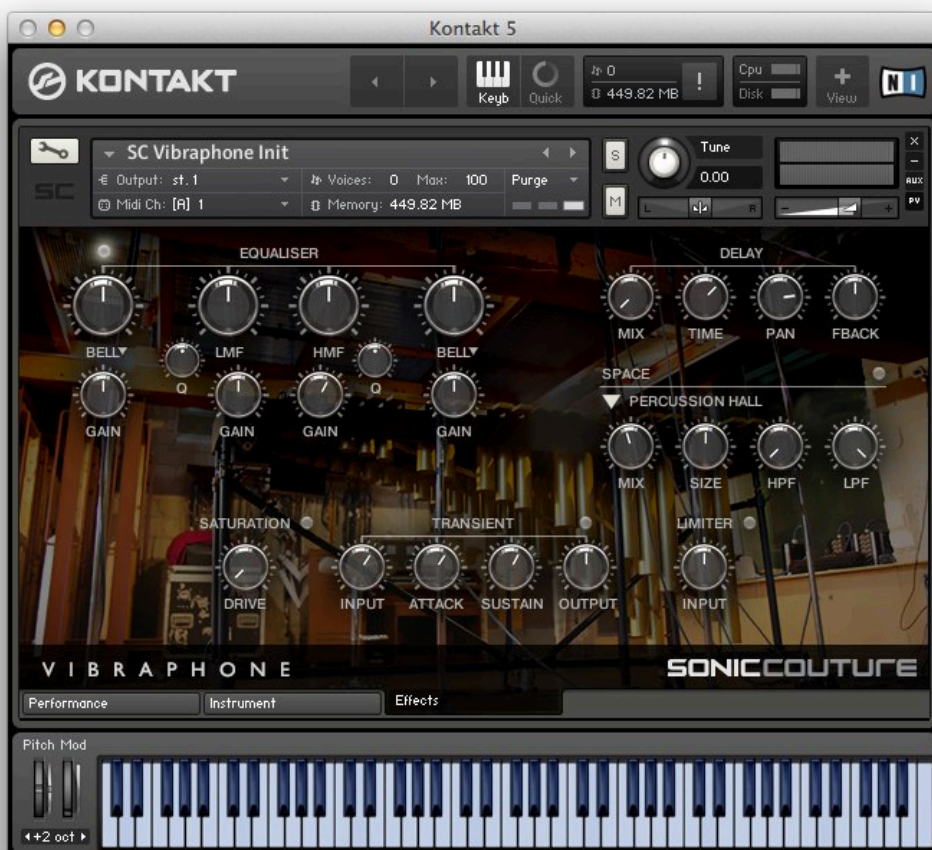 Kontakt 5
KONTAKT
Keyb
Quick
0
449.82 MB
!
Cpu
Disk
View
NI
SC Vibraphone Init
Output: st.1
Voices: 0 Max: 100
Purge
Midi Ch: [A] 1
Memory: 449.82 MB
SC
S
M
Tune
0.00
L R
- +
X
-
AUX
PV
EQUALISER
BELL LMF HMF BELL
Q Q
GAIN GAIN GAIN GAIN
DELAY
MIX TIME PAN FBACK
SPACE
PERCUSSION HALL
MIX SIZE HPF LPF
SATURATION
DRIVE
TRANSIENT
INPUT ATTACK SUSTAIN OUTPUT
LIMITER
INPUT
VIBRAPHONE
SONICCOUTURE
Performance
Instrument
Effects
Pitch Mod
+2 oct